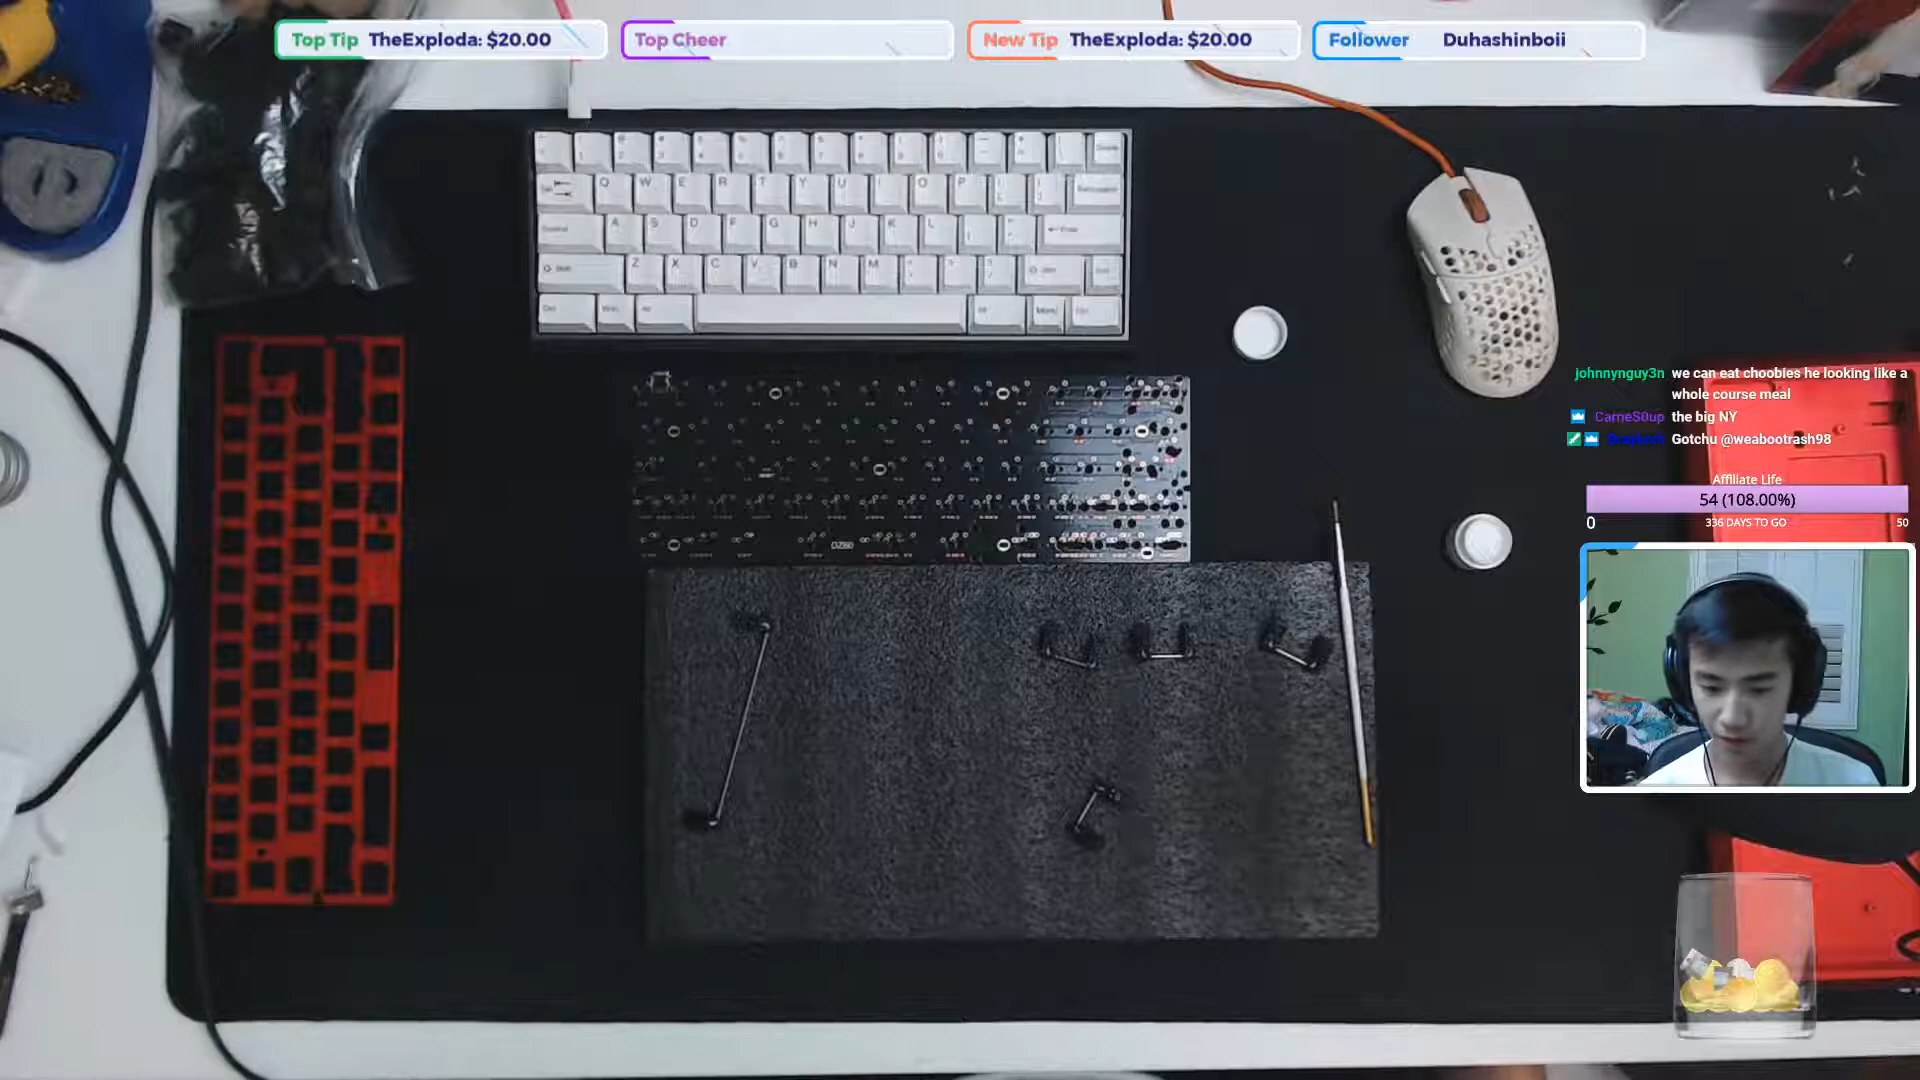 Top Tip TheExploda: $20.00
Top Cheer
New Tip TheExploda: $20.00
Follower Duhashinboii
Q W E R T Y U I O P
A S D F G H J K L
Z X C V B N M
johnnynguy3n we can eat choobies he looking like a
whole course meal
CameS0up the big NY
Gotchu @weabootrash98
Affiliate Life
54 (108.00%)
0 336 DAYS TO GO 50